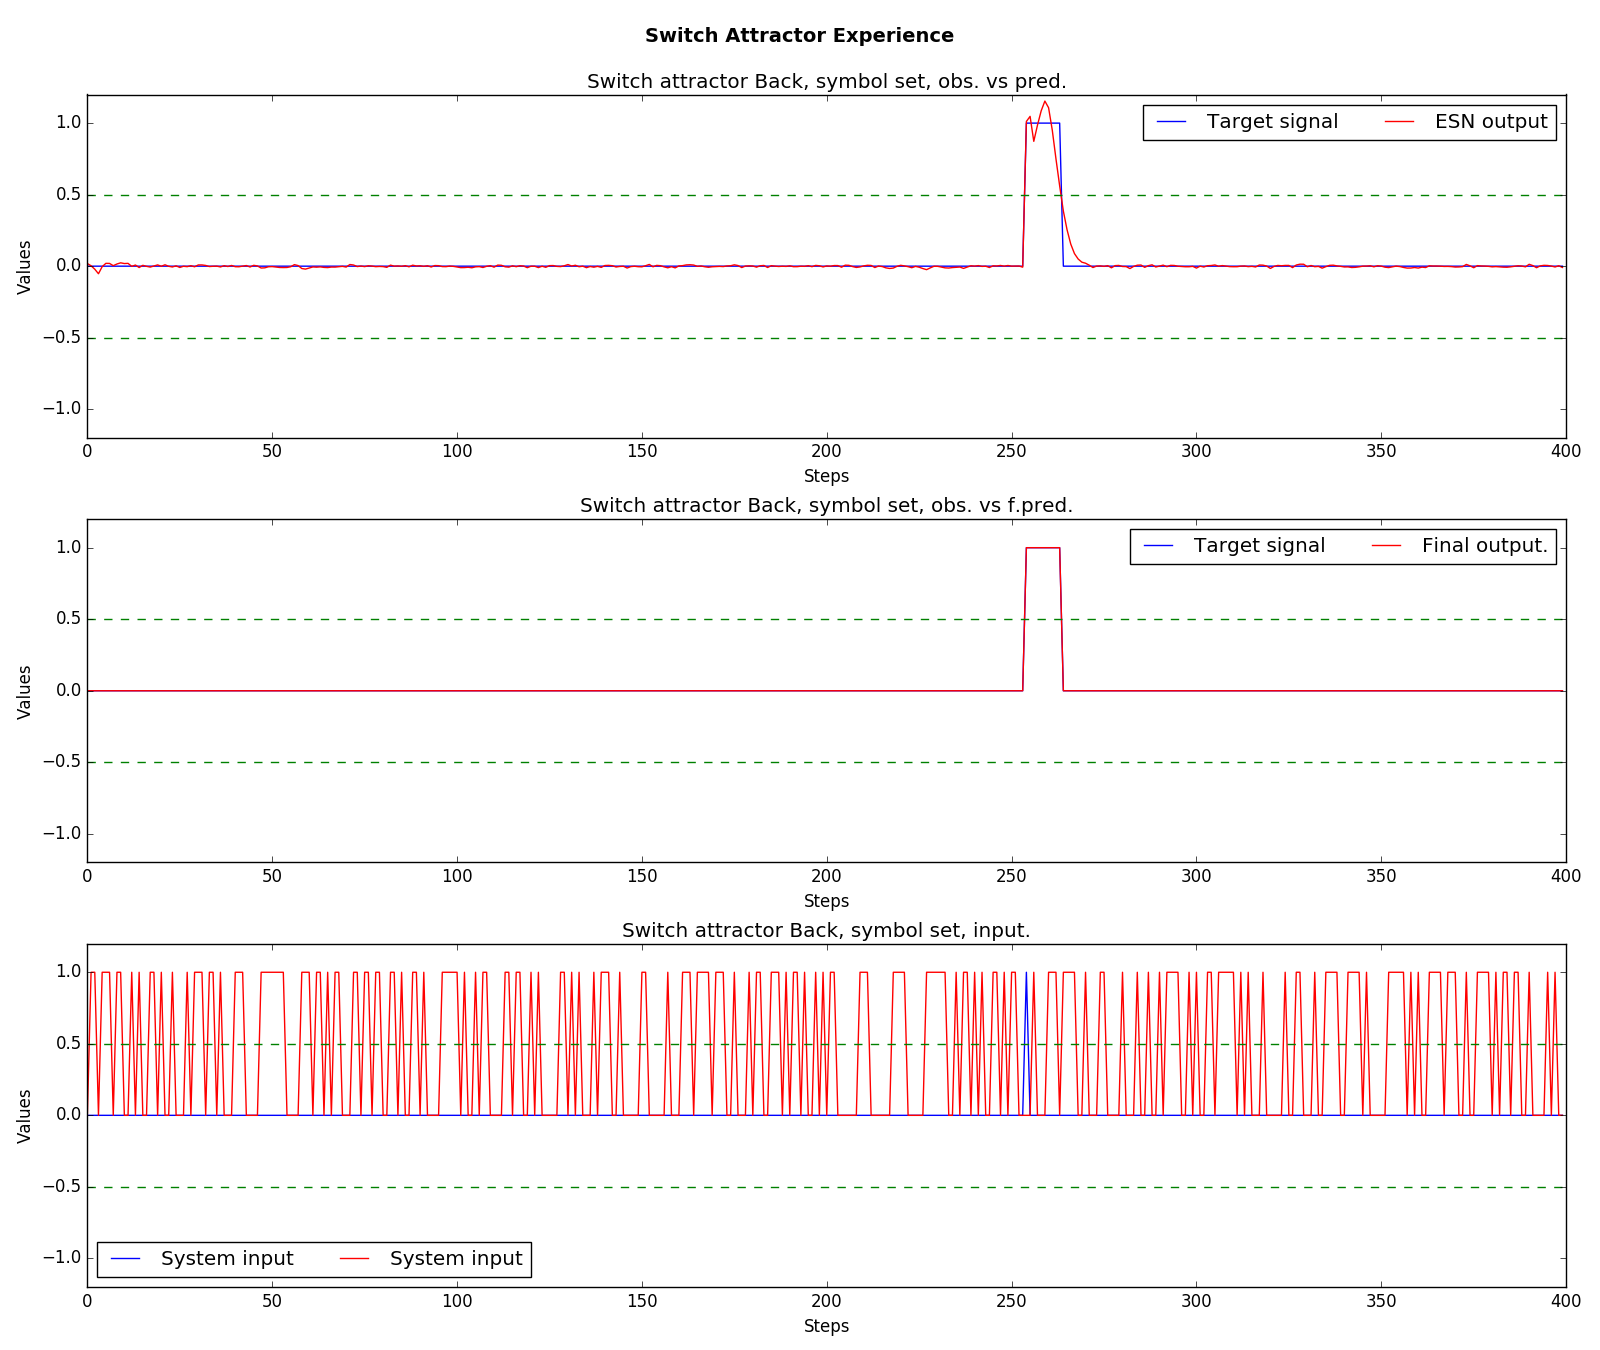 Switch Attractor Experience
Switch attractor Back, symbol set, obs. vs pred.
Target signal ESN output
Values
1.0
0.5
0.0
−0.5
−1.0
0 50 100 150 200 250 300 350 400
Steps
Switch attractor Back, symbol set, obs. vs f.pred.
Target signal Final output.
Values
1.0
0.5
0.0
−0.5
−1.0
0 50 100 150 200 250 300 350 400
Steps
Switch attractor Back, symbol set, input.
Values
1.0
0.5
0.0
−0.5
−1.0
System input System input
0 50 100 150 200 250 300 350 400
Steps